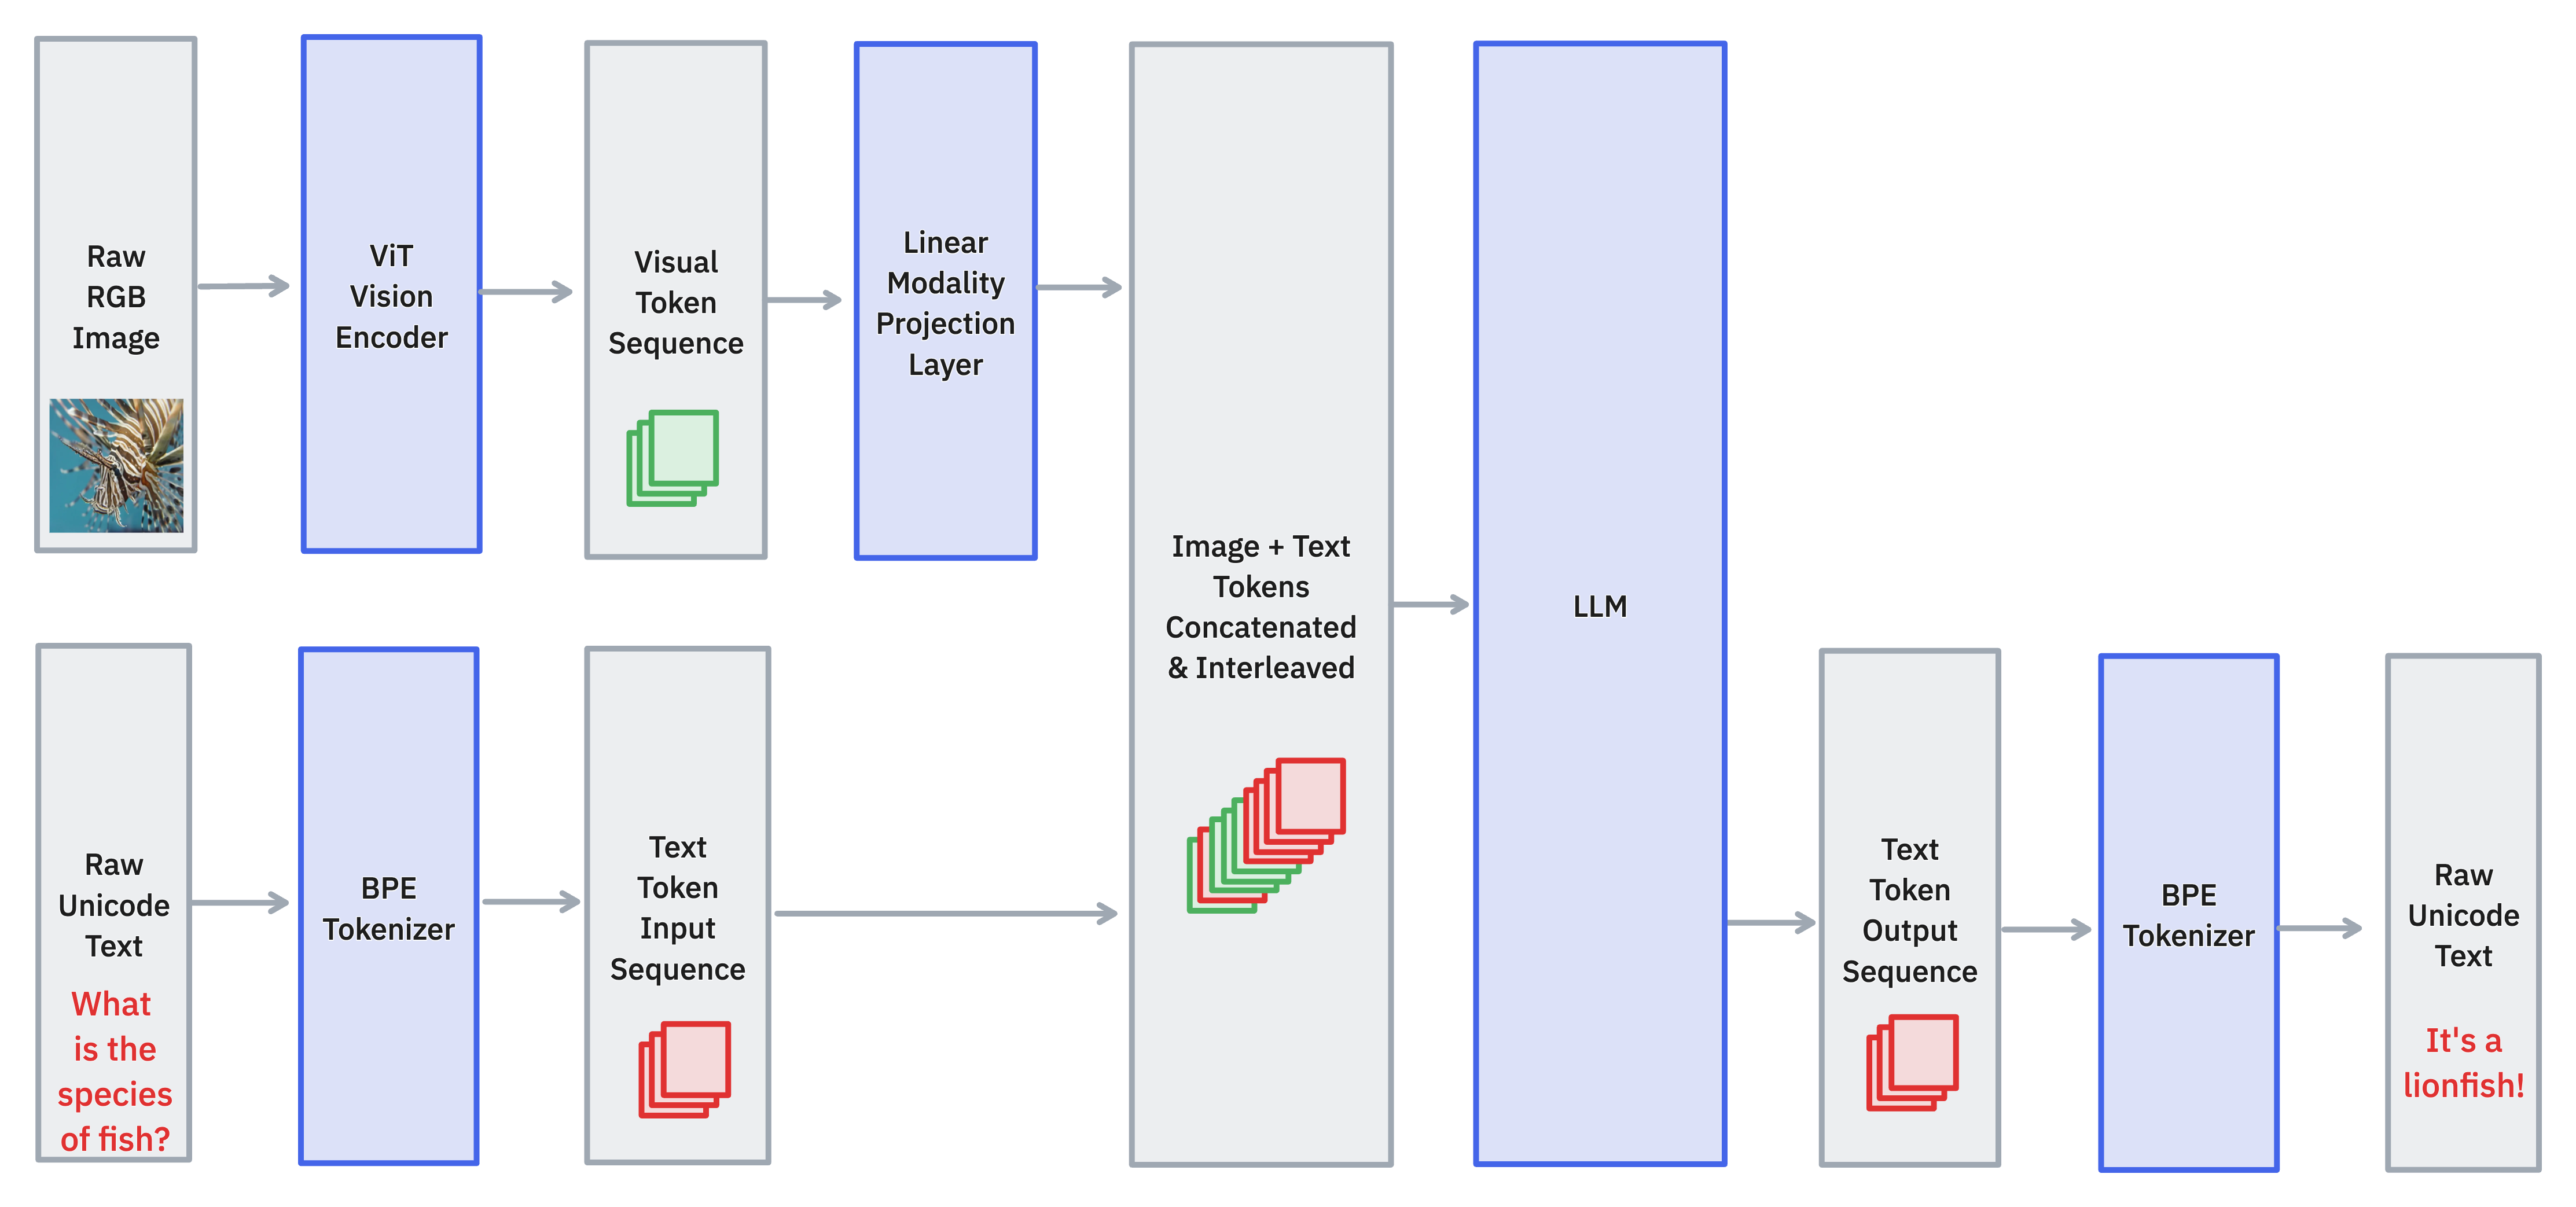 Raw
RGB
Image
ViT
Vision
Encoder
Visual
Token
Sequence
Linear
Modality
Projection
Layer
Image + Text
Tokens
Concatenated
& Interleaved
LLM
Raw
Unicode
Text
What
is the
species
of fish?
BPE
Tokenizer
Text
Token
Input
Sequence
Text
Token
Output
Sequence
BPE
Tokenizer
Raw
Unicode
Text
It's a
lionfish!